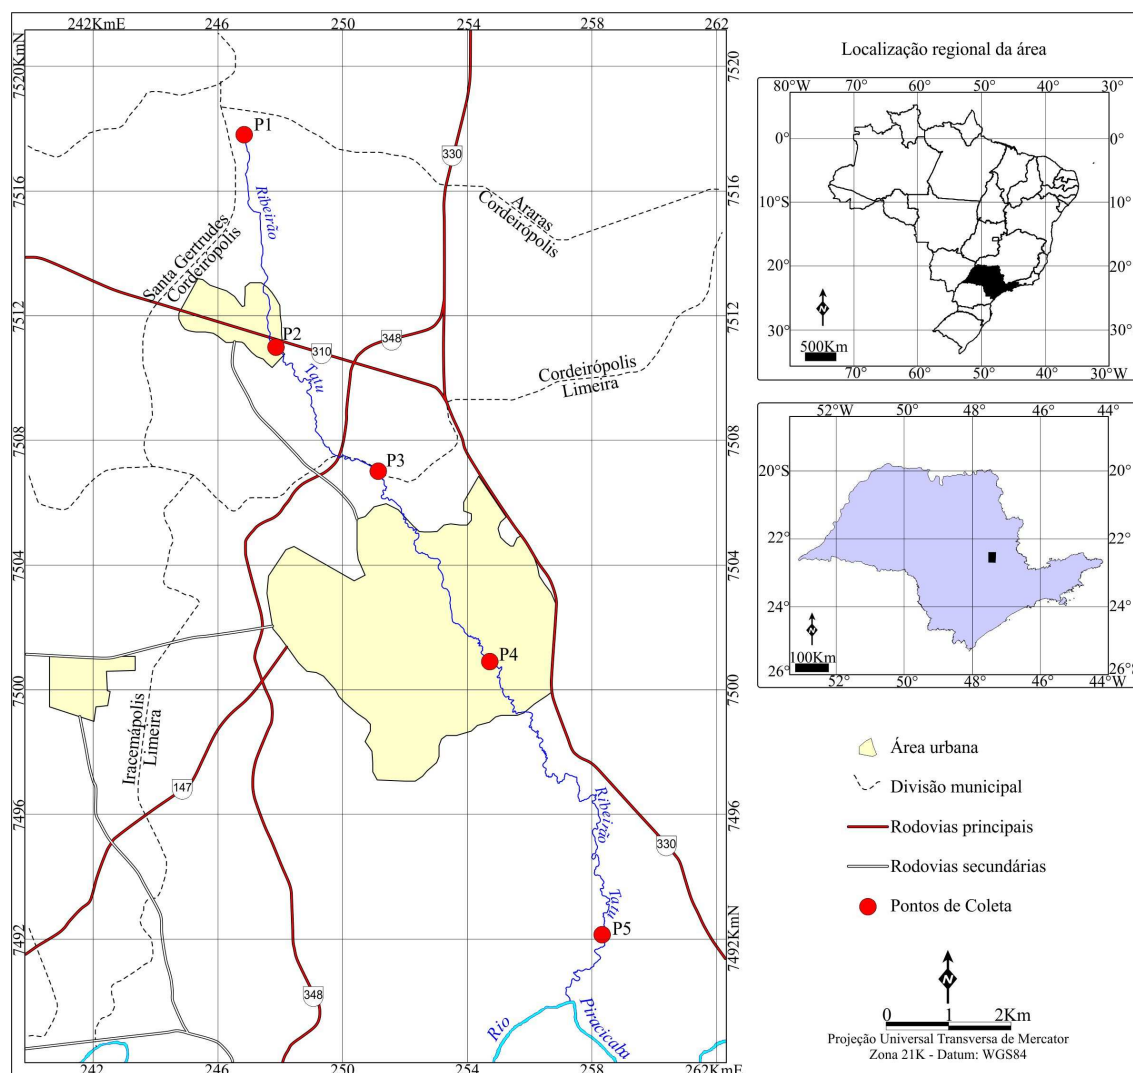 242KmE
246
250
254
258
262
7520KmN
7520
P1
330
7516
7516
Ribeirão
Araras
Cordeirópolis
Santa Gertrudes
Cordeirópolis
7512
7512
P2
310
348
Tatu
Cordeirópolis
Limeira
7508
7508
P3
7504
7504
P4
7500
7500
Iracemápolis
Limeira
147
Ribeirão
7496
7496
330
Tatu
P5
7492
7492KmN
348
Rio
Piracicaba
242
246
250
254
258
262KmE
Localização regional da área
80°W
70°
60°
50°
40°
30°
0°
0°
10°S
10°
20°
20°
30°
30°
N
500Km
70°
60°
50°
40°
30°W
52°W
50°
48°
46°
44°
20°S
20°
22°
22°
24°
24°
26°
26°S
N
100Km
52°
50°
48°
46°
44°W
Área urbana
Divisão municipal
Rodovias principais
Rodovias secundárias
Pontos de Coleta
N
0 1 2Km
Projeção Universal Transversa de Mercator
Zona 21K - Datum: WGS84